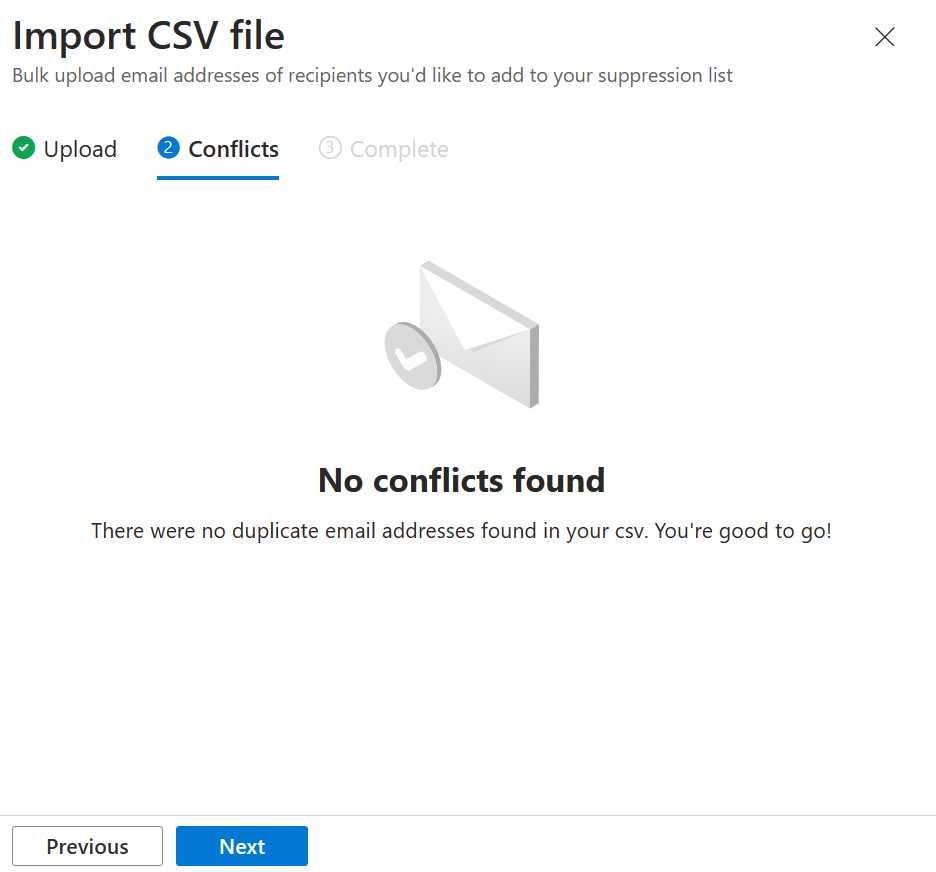 Import CSV file
Bulk upload email addresses of recipients you'd like to add to your suppression list
Upload 2 Conflicts 3 Complete
No conflicts found
There were no duplicate email addresses found in your csv. You're good to go!
Previous Next